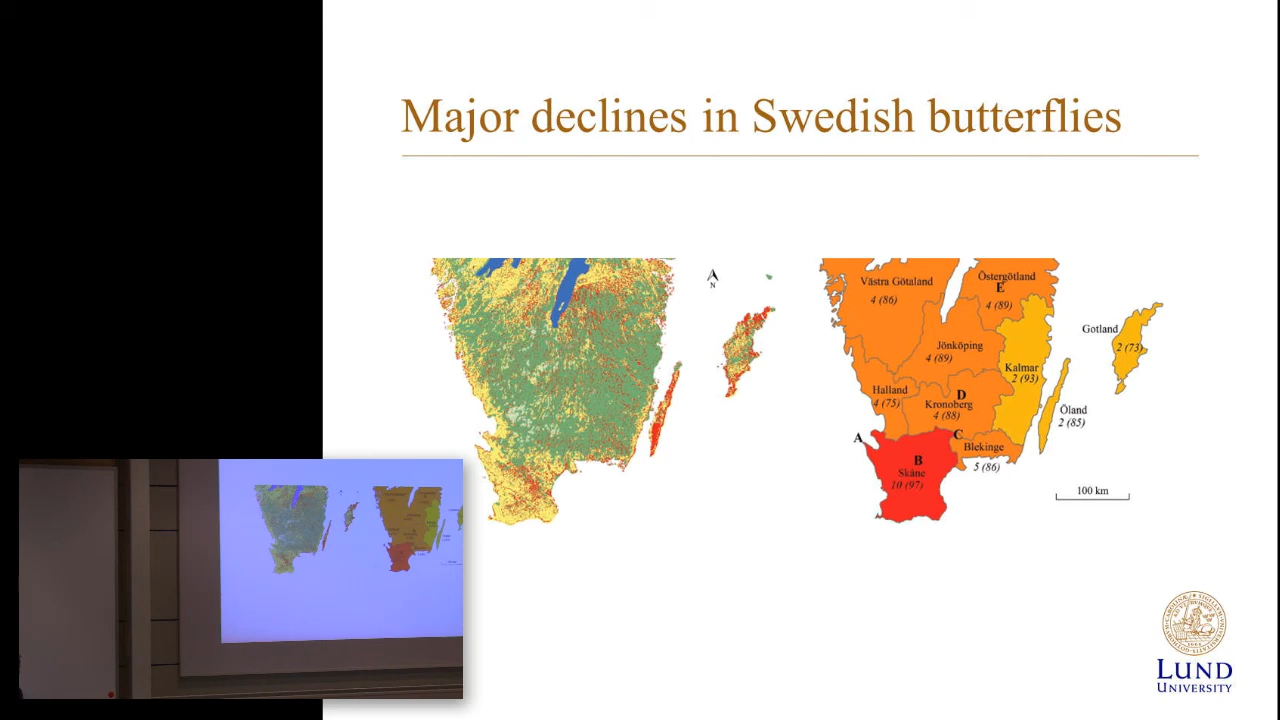 Major declines in Swedish butterflies
N
Västra Götaland
4 (86)
Östergötland
E
4 (89)
Gotland
2 (73)
Jönköping
4 (89)
Kalmar
2 (93)
Halland
4 (75)
D
Kronoberg
4 (88)
Öland
2 (85)
A
C
Blekinge
5 (86)
B
Skåne
10 (97)
100 km
LUND
UNIVERSITY